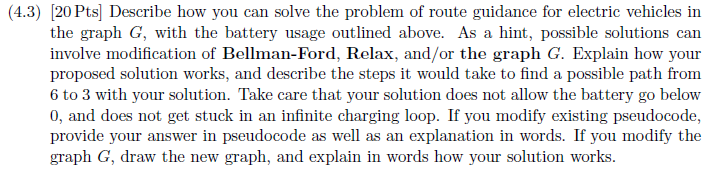 (4.3) [20 Pts] Describe how you can solve the problem of route guidance for electric vehicles in
the graph G, with the battery usage outlined above. As a hint, possible solutions can
involve modification of Bellman-Ford, Relax, and/or the graph G. Explain how your
proposed solution works, and describe the steps it would take to find a possible path from
6 to 3 with your solution. Take care that your solution does not allow the battery go below
0, and does not get stuck in an infinite charging loop. If you modify existing pseudocode,
provide your answer in pseudocode as well as an explanation in words. If you modify the
graph G, draw the new graph, and explain in words how your solution works.